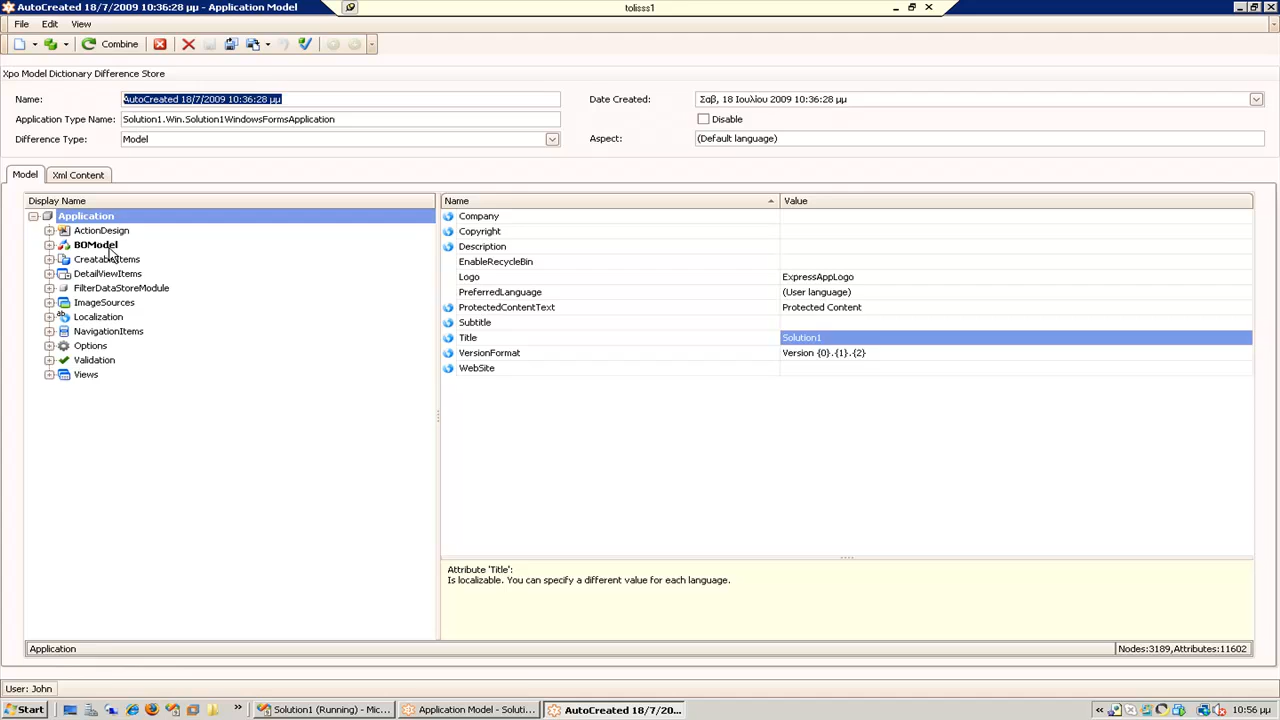 AutoCreated 18/7/2009 10:36:28 μμ - Application Model
tolisss1
File Edit View
Combine
Xpo Model Dictionary Difference Store
Name: AutoCreated 18/7/2009 10:36:28 μμ Date Created: Σαβ, 18 Ιουλίου 2009 10:36:28 μμ
Application Type Name: Solution1.Win.Solution1WindowsFormsApplication Disable
Difference Type: Model Aspect: (Default language)
Model Xml Content
Display Name Name Value
Application Company
ActionDesign Copyright
BOModel Description
CreatableItems EnableRecycleBin
DetailViewItems Logo ExpressAppLogo
FilterDataStoreModule PreferredLanguage (User language)
ImageSources ProtectedContentText Protected Content
Localization Subtitle
NavigationItems Title Solution1
Options VersionFormat Version {0}.{1}.{2}
Validation WebSite
Views
Attribute 'Title':
Is localizable. You can specify a different value for each language.
Application Nodes:3189,Attributes:11602
User: John
Start » Solution1 (Running) - Mic... Application Model - Soluti... AutoCreated 18/7/20... « 10:56 μμ